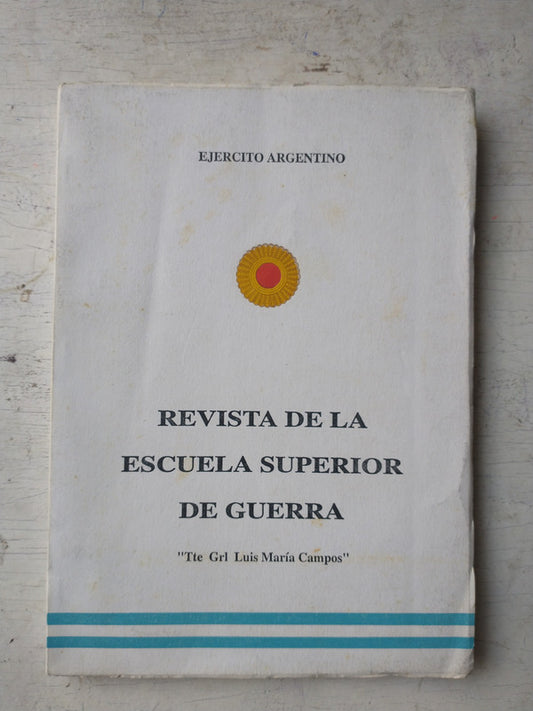 EJERCITO ARGENTINO
REVISTA DE LA
ESCUELA SUPERIOR
DE GUERRA
"Tte Grl Luis María Campos"